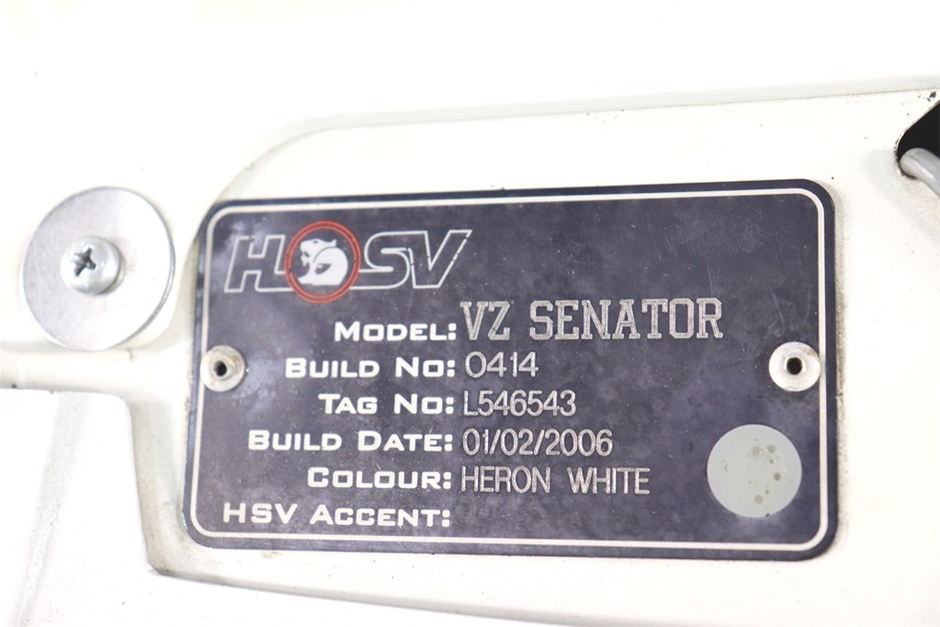 HSV
MODEL: VZ SENATOR
BUILD NO: 0414
TAG NO: L546543
BUILD DATE: 01/02/2006
COLOUR: HERON WHITE
HSV ACCENT: